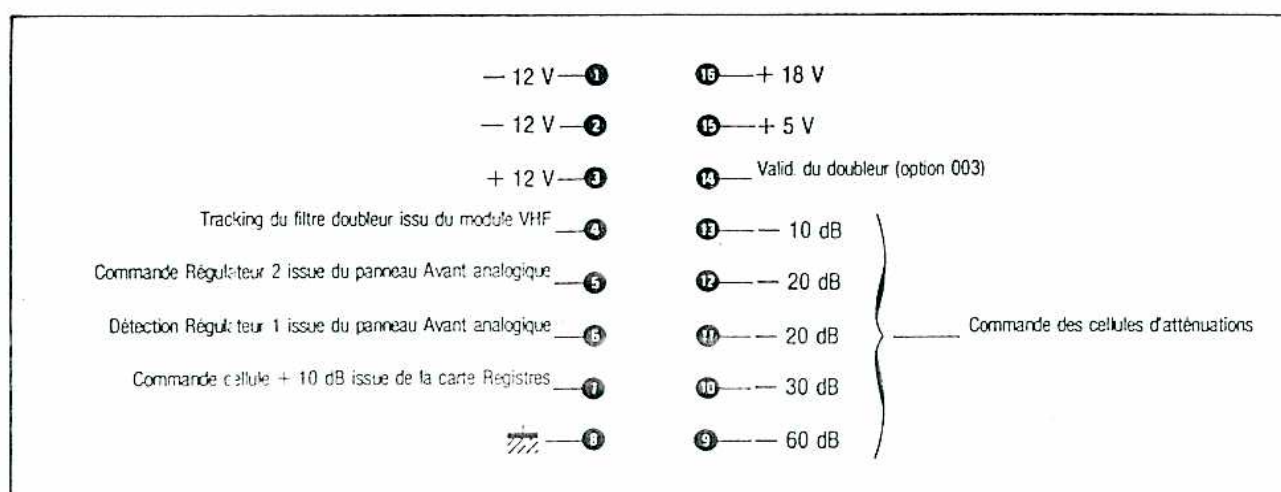 — 12 V 1 16 + 18 V
— 12 V 2 15 + 5 V
+ 12 V 3 14 Valid. du doubleur (option 003)
Tracking du filtre doubleur issu du module VHF 4 13 — 10 dB
Commande Régulateur 2 issue du panneau Avant analogique 5 12 — 20 dB
Détection Régulateur 1 issue du panneau Avant analogique 6 11 — 20 dB
Commande des cellules d'atténuations
Commande cellule + 10 dB issue de la carte Registres 7 10 — 30 dB
8 9 — 60 dB